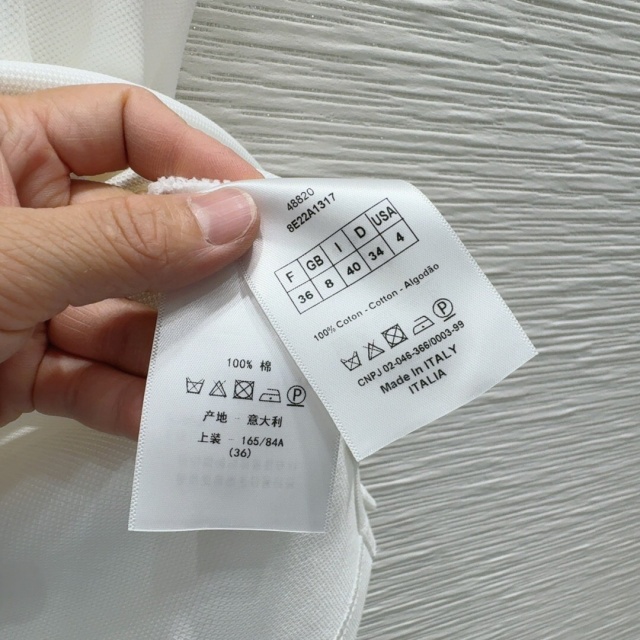 48820
8E22A1317
F GB I D USA
36 8 40 34 4
100% Coton - Cotton - Algodão
P
CNPJ 02-048-366/0003-99
Made in ITALY
ITALIA
100% 棉
P
产地 - 意大利
上装 - 165/84A
(36)